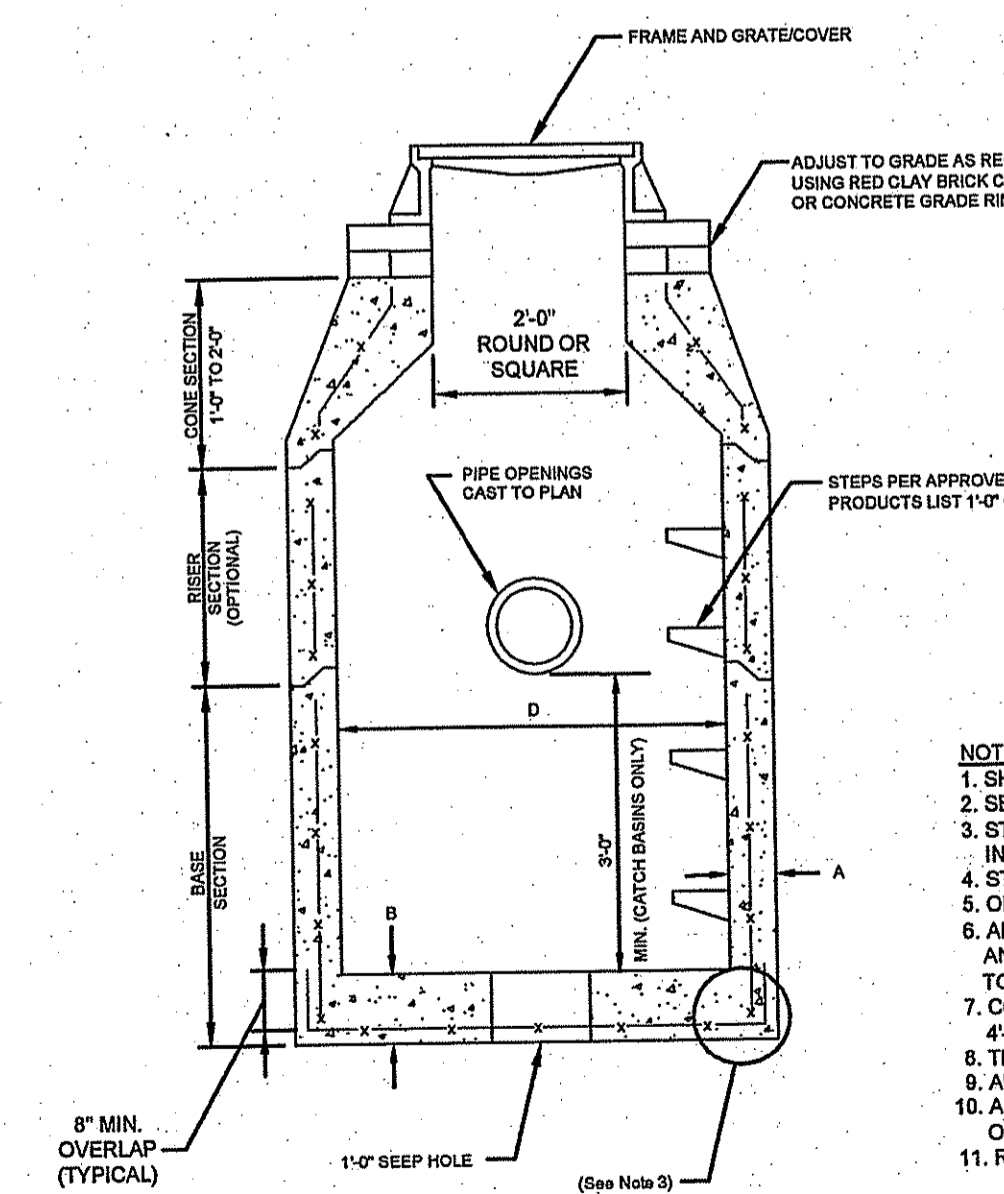 FRAME AND GRATE/COVER
ADJUST TO GRADE AS RE
USING RED CLAY BRICK C
OR CONCRETE GRADE RI
CONE SECTION
1'-0" TO 2'-0"
2'-0"
ROUND OR
SQUARE
PIPE OPENINGS
CAST TO PLAN
STEPS PER APPROVE
PRODUCTS LIST 1'-0"
RISER
SECTION
(OPTIONAL)
D
3'-0"
MIN. (CATCH BASINS ONLY)
BASE
SECTION
B
A
8" MIN.
OVERLAP
(TYPICAL)
1'-0" SEEP HOLE
(See Note 3)
NOT
1. SH
2. SE
3. ST
IN
4. ST
5. O
6. A
AN
TO
7. C
4'
8. T
9. A
10. A
O
11. R